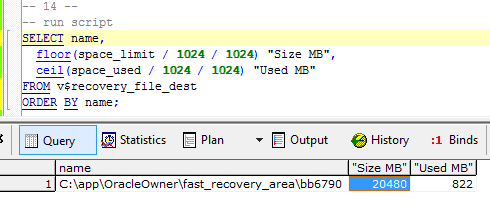 -- 14 --
-- run script
SELECT name,
floor(space_limit / 1024 / 1024) "Size MB",
ceil(space_used / 1024 / 1024) "Used MB"
FROM v$recovery_file_dest
ORDER BY name;
Query Statistics Plan Output History :1 Binds
name "Size MB" "Used MB"
1 C:\app\OracleOwner\fast_recovery_area\bb6790 20480 822